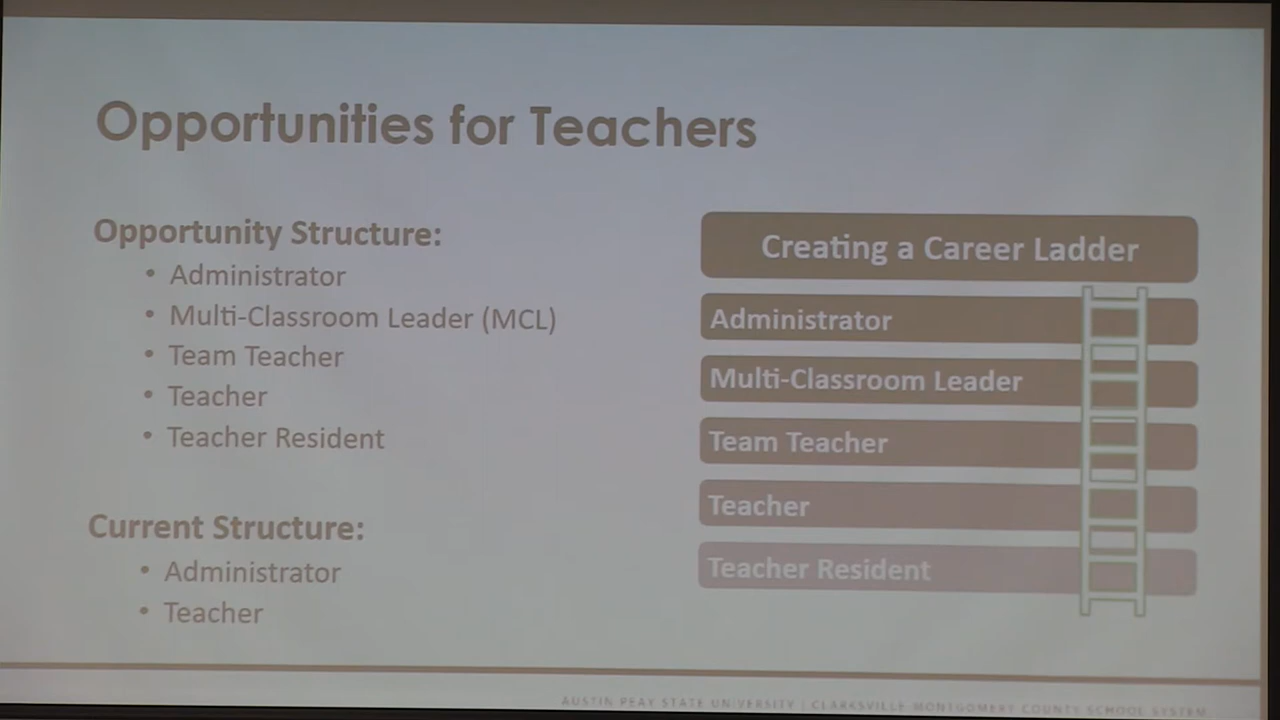 Opportunities for Teachers
Opportunity Structure:
• Administrator
• Multi-Classroom Leader (MCL)
• Team Teacher
• Teacher
• Teacher Resident
Current Structure:
• Administrator
• Teacher
Creating a Career Ladder
Administrator
Multi-Classroom Leader
Team Teacher
Teacher
Teacher Resident
AUSTIN PEAY STATE UNIVERSITY | CLARKSVILLE MONTGOMERY COUNTY SCHOOL SYSTEM